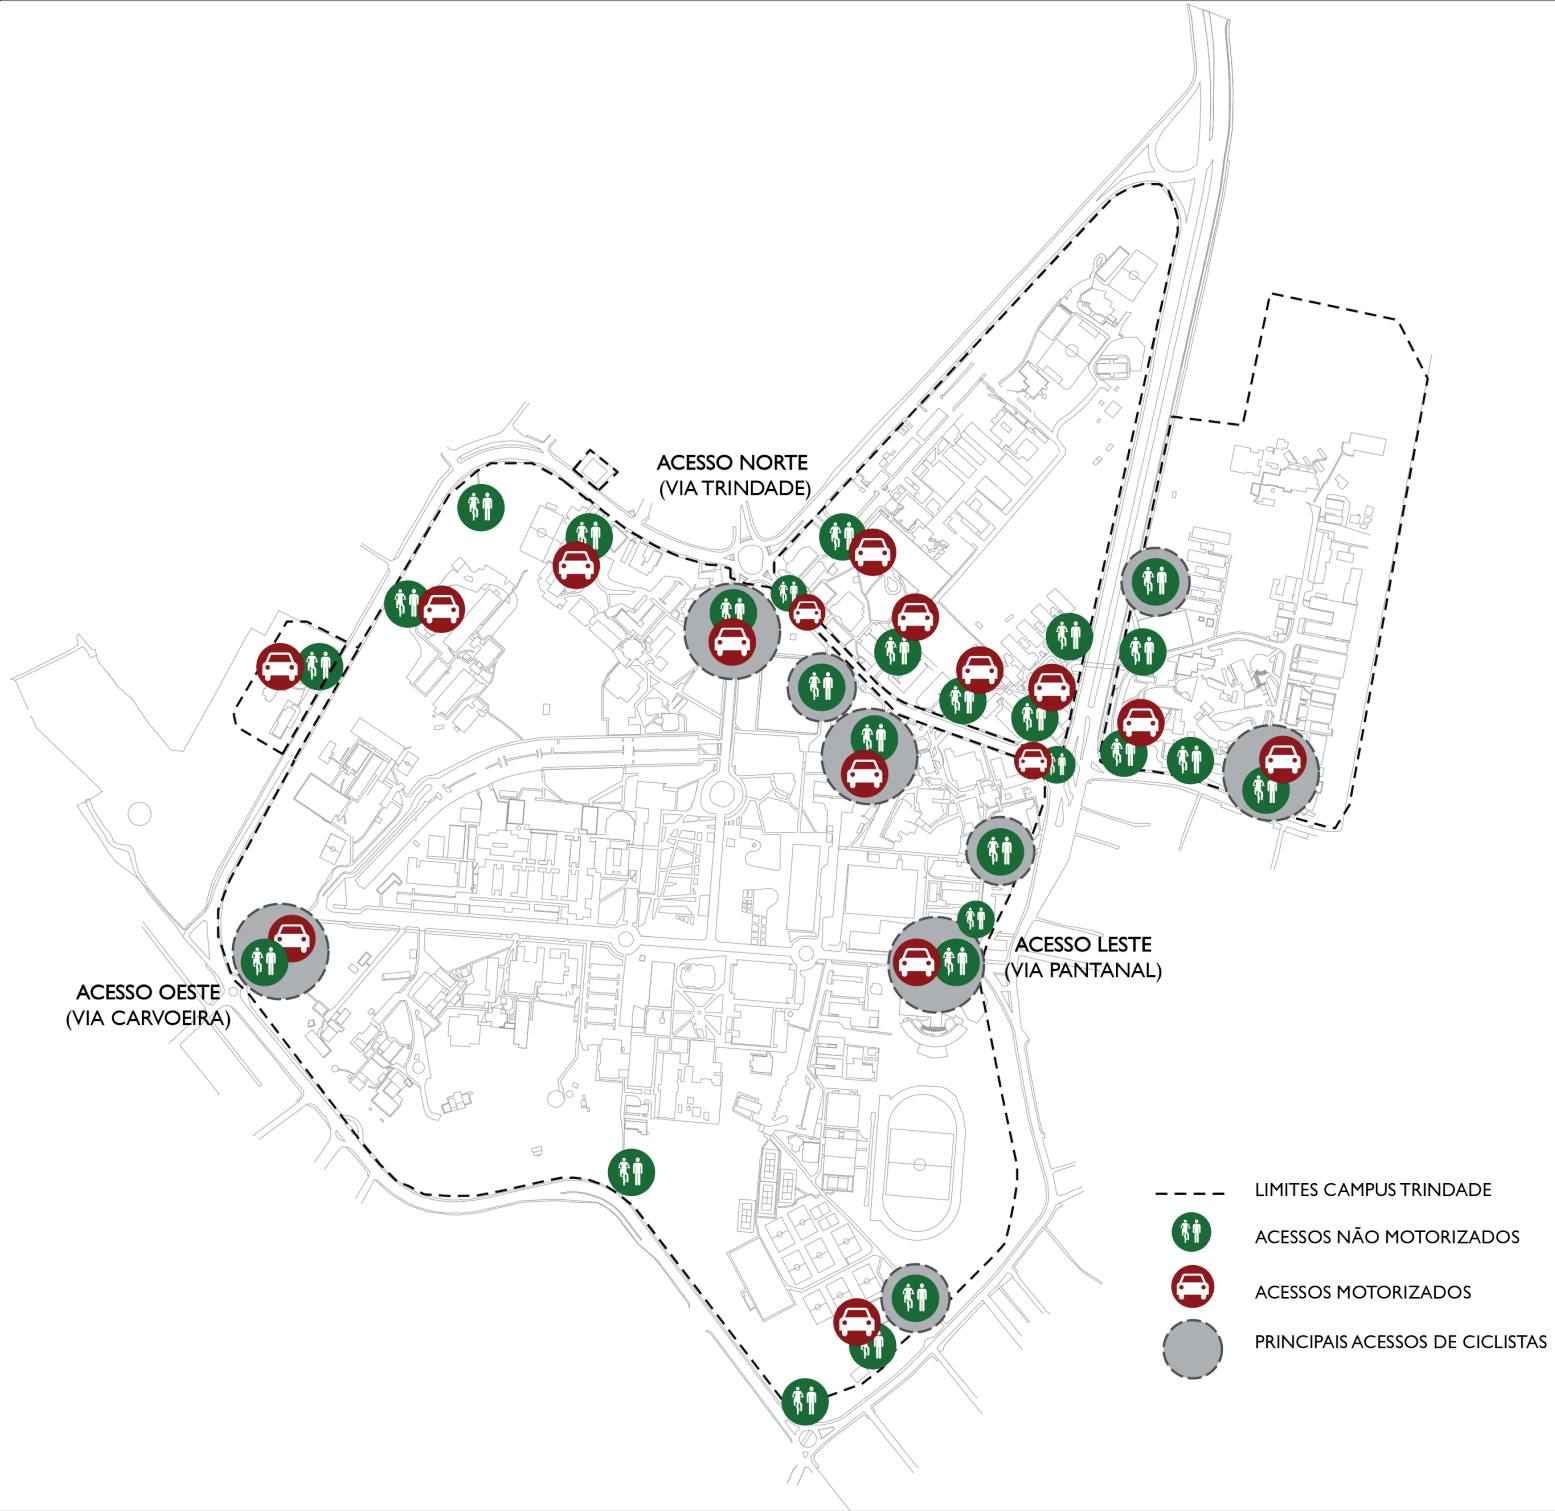 ACESSO NORTE
(VIA TRINDADE)
ACESSO LESTE
(VIA PANTANAL)
ACESSO OESTE
(VIA CARVOEIRA)
LIMITES CAMPUS TRINDADE
ACESSOS NÃO MOTORIZADOS
ACESSOS MOTORIZADOS
PRINCIPAIS ACESSOS DE CICLISTAS